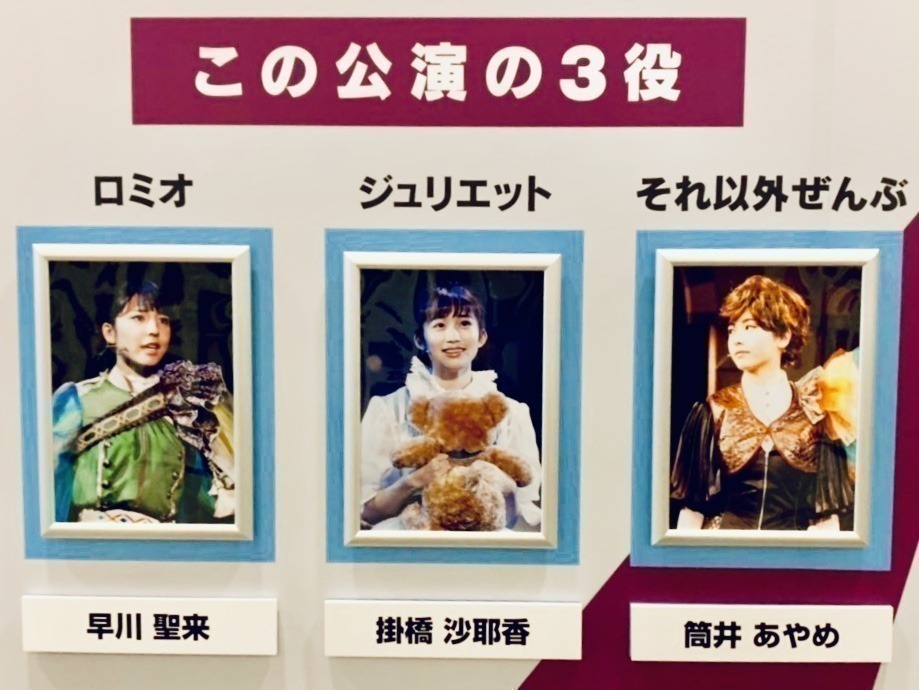 この公演の3役
ロミオ
ジュリエット
それ以外ぜんぶ
早川 聖来
掛橋 沙耶香
筒井 あやめ